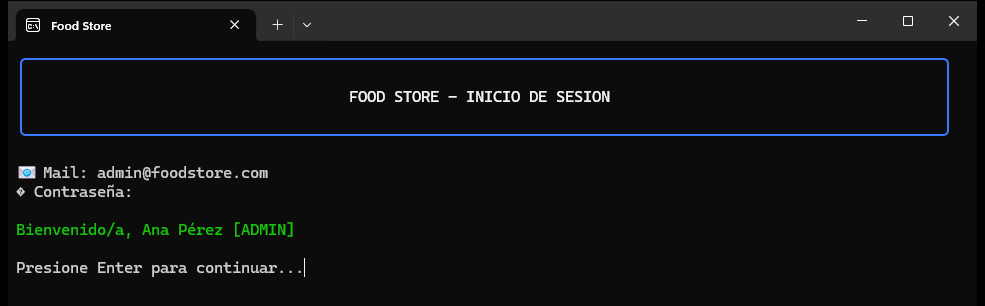 Food Store
FOOD STORE - INICIO DE SESION
📧 Mail: admin@foodstore.com
� Contraseña:
Bienvenido/a, Ana Pérez [ADMIN]
Presione Enter para continuar...